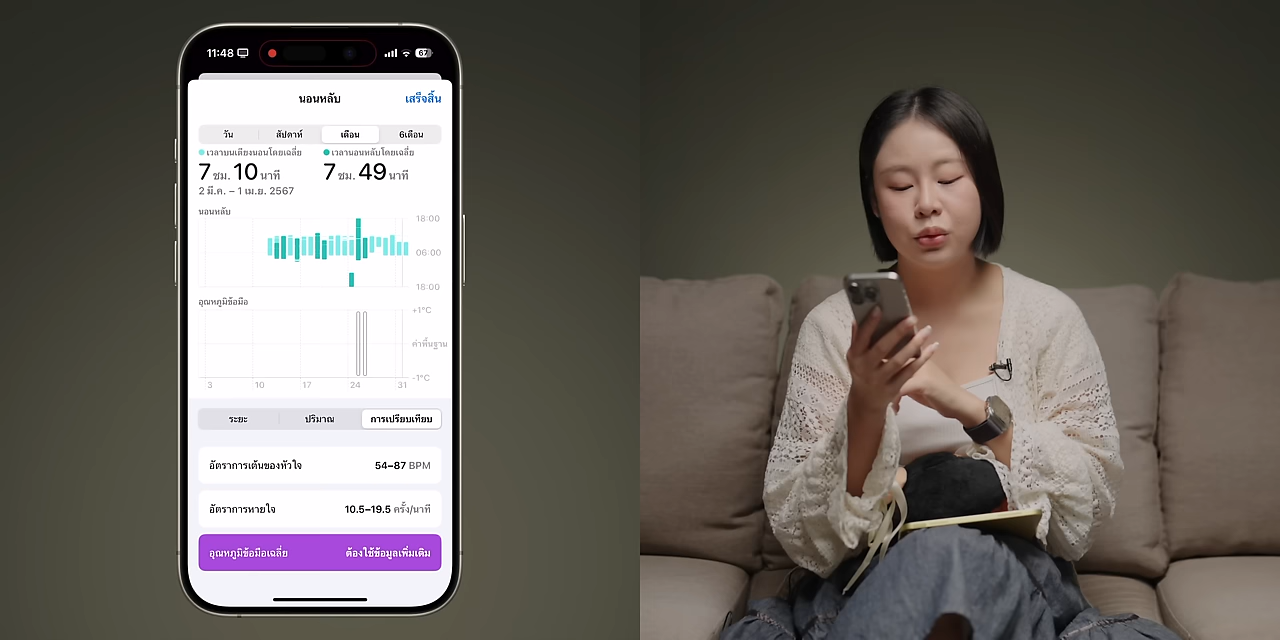 11:48
67
นอนหลับ
เสร็จสิ้น
วัน สัปดาห์ เดือน 6เดือน
เวลาบนเตียงนอนโดยเฉลี่ย เวลานอนหลับโดยเฉลี่ย
7 ชม. 10 นาที 7 ชม. 49 นาที
2 มี.ค. – 1 เม.ย. 2567
นอนหลับ
18:00
06:00
18:00
อุณหภูมิข้อมือ
+1°C
ค่าพื้นฐาน
-1°C
3 10 17 24 31
ระยะ ปริมาณ การเปรียบเทียบ
อัตราการเต้นของหัวใจ 54–87 BPM
อัตราการหายใจ 10.5–19.5 ครั้ง/นาที
อุณหภูมิข้อมือเฉลี่ย ต้องใช้ข้อมูลเพิ่มเติม